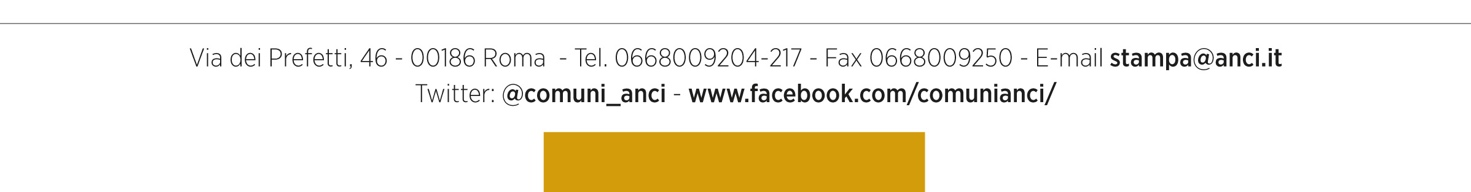 Via dei Prefetti, 46 - 00186 Roma  - Tel. 0668009204-217 - Fax 0668009250 - E-mail stampa@anci.it
Twitter: @comuni_anci - www.facebook.com/comunianci/